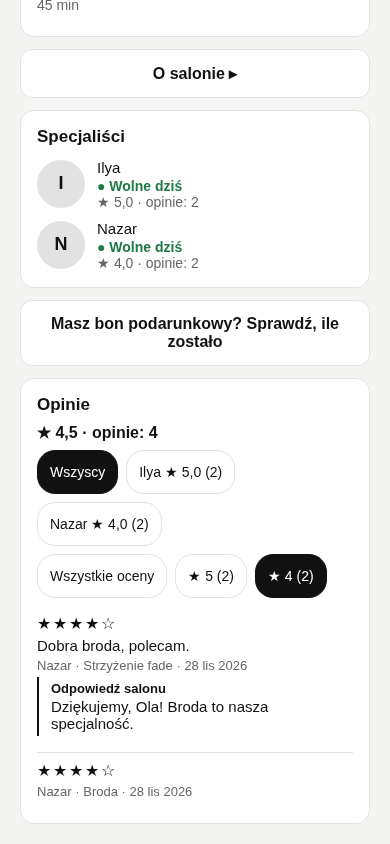 45 min
O salonie ▸
Specjaliści
I
Ilya
● Wolne dziś
★ 5,0 · opinie: 2
N
Nazar
● Wolne dziś
★ 4,0 · opinie: 2
Masz bon podarunkowy? Sprawdź, ile
zostało
Opinie
★ 4,5 · opinie: 4
Wszyscy
Ilya ★ 5,0 (2)
Nazar ★ 4,0 (2)
Wszystkie oceny
★ 5 (2)
★ 4 (2)
★★★★☆
Dobra broda, polecam.
Nazar · Strzyżenie fade · 28 lis 2026
Odpowiedź salonu
Dziękujemy, Ola! Broda to nasza
specjalność.
★★★★☆
Nazar · Broda · 28 lis 2026